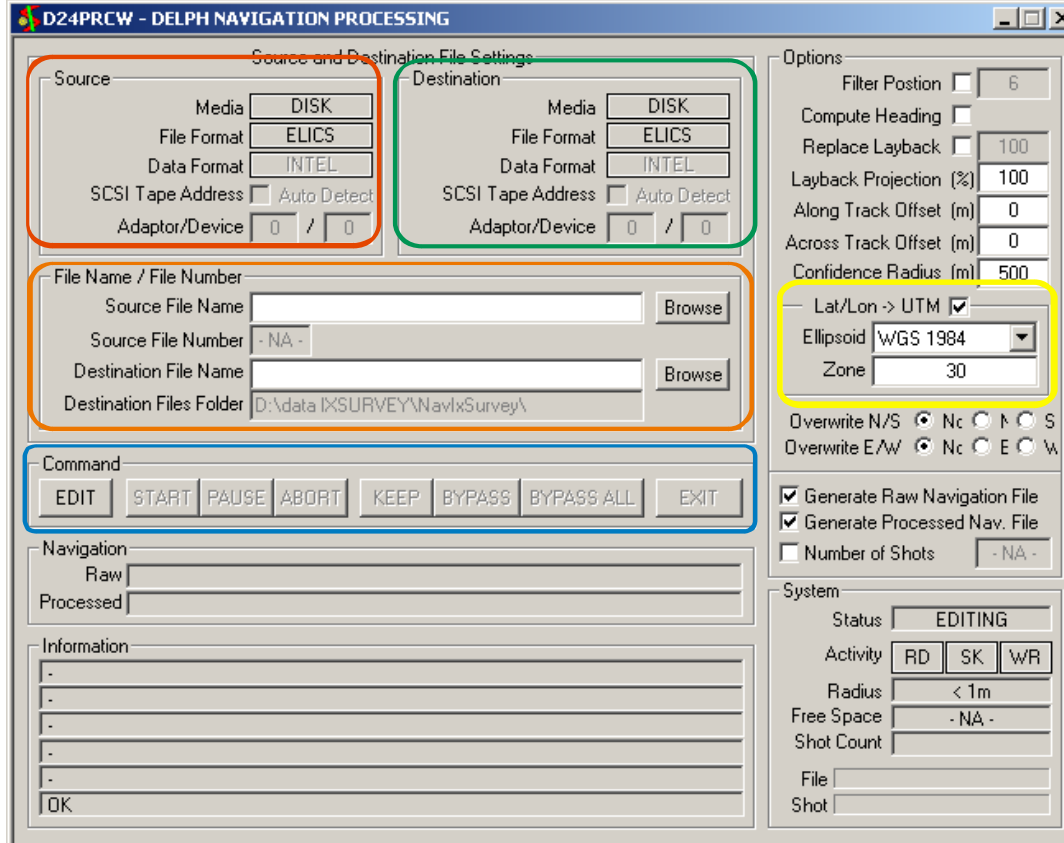 D24PRCW - DELPH NAVIGATION PROCESSING
Source and Destination File Settings
Source
Media DISK
File Format ELICS
Data Format INTEL
SCSI Tape Address Auto Detect
Adaptor/Device 0 / 0
Destination
Media DISK
File Format ELICS
Data Format INTEL
SCSI Tape Address Auto Detect
Adaptor/Device 0 / 0
File Name / File Number
Source File Name Browse
Source File Number - NA -
Destination File Name Browse
Destination Files Folder D:\data IXSURVEY\NavIxSurvey\
Command
EDIT START PAUSE ABORT KEEP BYPASS BYPASS ALL EXIT
Navigation
Raw
Processed
Information
-
-
-
-
-
OK
Options
Filter Postion 6
Compute Heading
Replace Layback 100
Layback Projection (%) 100
Along Track Offset (m) 0
Across Track Offset (m) 0
Confidence Radius (m) 500
Lat/Lon -> UTM
Ellipsoid WGS 1984
Zone 30
Overwrite N/S S
Overwrite E/W E
Generate Raw Navigation File
Generate Processed Nav. File
Number of Shots - NA -
System
Status EDITING
Activity RD SK WR
Radius < 1m
Free Space - NA -
Shot Count
File
Shot